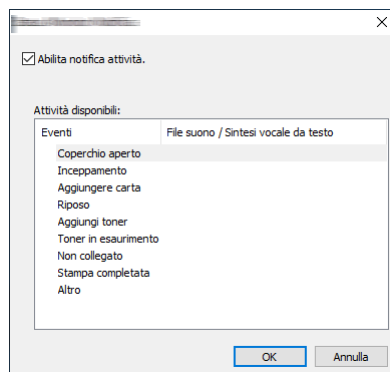 Abilita notifica attività.
Attività disponibili:
Eventi File suono / Sintesi vocale da testo
Coperchio aperto
Inceppamento
Aggiungere carta
Riposo
Aggiungi toner
Toner in esaurimento
Non collegato
Stampa completata
Altro
OK Annulla